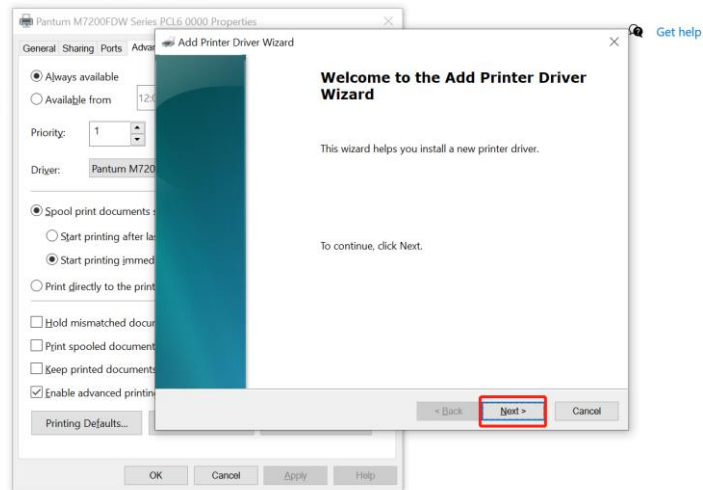 Pantum M7200FDW Series PCL6 0000 Properties
General Sharing Ports Advan
Always available
Available from 12:0
Priority: 1
Driver: Pantum M720
Spool print documents s
Start printing after las
Start printing immed
Print directly to the print
Hold mismatched docum
Print spooled document
Keep printed documents
Enable advanced printin
Printing Defaults...
OK Cancel Apply Help
Add Printer Driver Wizard
Welcome to the Add Printer Driver
Wizard
This wizard helps you install a new printer driver.
To continue, click Next.
< Back Next > Cancel
Get help